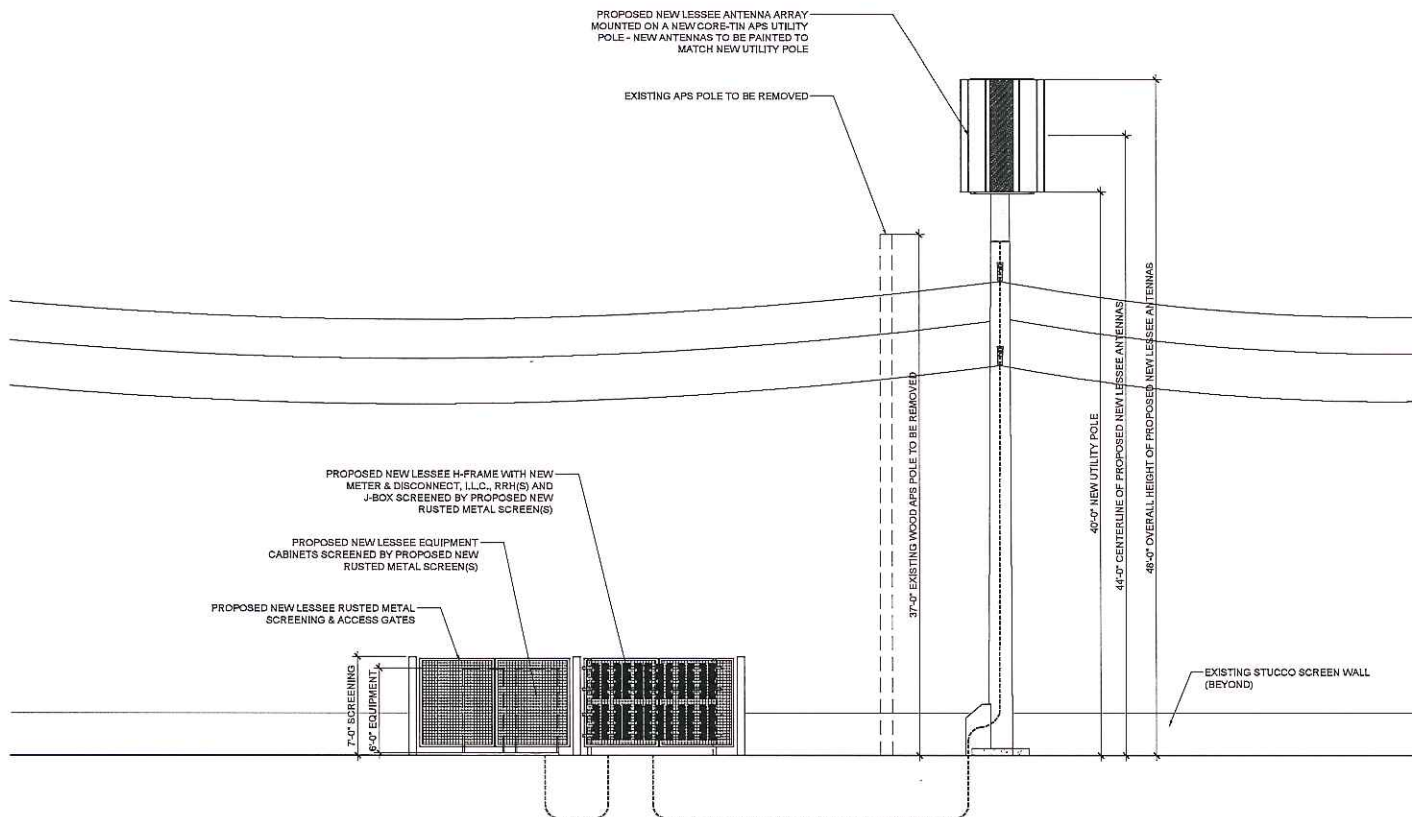 PROPOSED NEW LESSEE ANTENNA ARRAY
MOUNTED ON A NEW CORE-TIN APS UTILITY
POLE - NEW ANTENNAS TO BE PAINTED TO
MATCH NEW UTILITY POLE
EXISTING APS POLE TO BE REMOVED
37'-0" EXISTING WOOD APS POLE TO BE REMOVED
40'-0" NEW UTILITY POLE
44'-0" CENTERLINE OF PROPOSED NEW LESSEE ANTENNAS
48'-0" OVERALL HEIGHT OF PROPOSED NEW LESSEE ANTENNAS
PROPOSED NEW LESSEE H-FRAME WITH NEW
METER & DISCONNECT, I.L.C., RRH(S) AND
J-BOX SCREENED BY PROPOSED NEW
RUSTED METAL SCREEN(S)
PROPOSED NEW LESSEE EQUIPMENT
CABINETS SCREENED BY PROPOSED NEW
RUSTED METAL SCREEN(S)
PROPOSED NEW LESSEE RUSTED METAL
SCREENING & ACCESS GATES
7'-0" SCREENING
6'-0" EQUIPMENT
EXISTING STUCCO SCREEN WALL
(BEYOND)